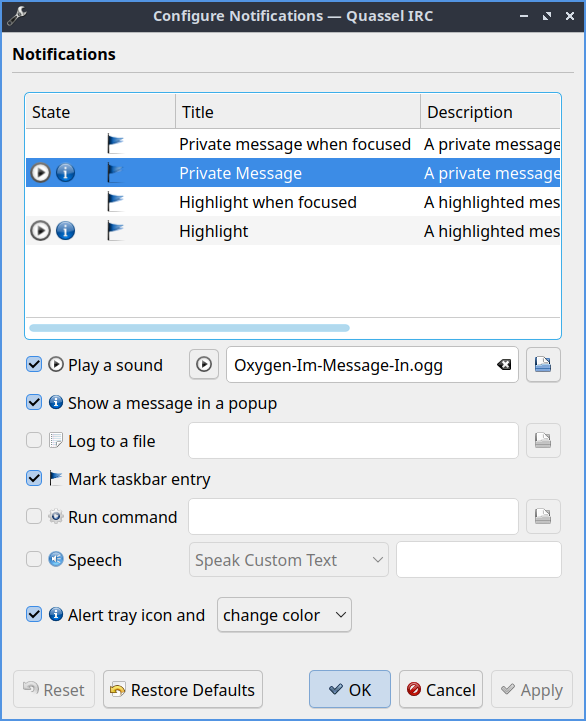 Configure Notifications — Quassel IRC
Notifications
State Title Description
Private message when focused A private message
Private Message A private message
Highlight when focused A highlighted mes
Highlight A highlighted mes
Play a sound Oxygen-Im-Message-In.ogg
Show a message in a popup
Log to a file
Mark taskbar entry
Run command
Speech Speak Custom Text
Alert tray icon and change color
Reset Restore Defaults OK Cancel Apply